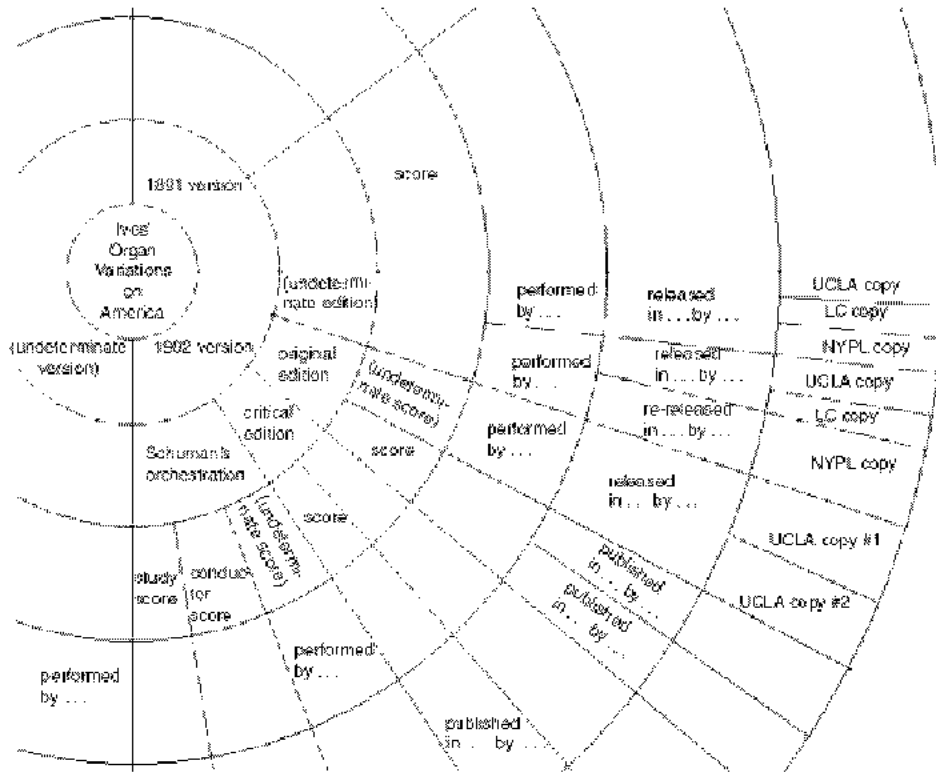 1891 version
score
Ives'
Organ
Variations
on
America
(undetermi-
nate edition)
performed
by ...
released
in ... by ...
UCLA copy
LC copy
(undeterminate
version)
1902 version
original
edition
(undetermi-
nate score)
performed
by ...
released
in ... by ...
NYPL copy
UCLA copy
critical
edition
score
performed
by ...
re-released
in ... by ...
LC copy
NYPL copy
Schuman's
orchestration
(undetermi-
nate score)
score
released
in ... by ...
UCLA copy #1
study
score
conduc-
tor
score
published
in ... by ...
published
in ... by ...
UCLA copy #2
performed
by ...
performed
by ...
published
in ... by ...